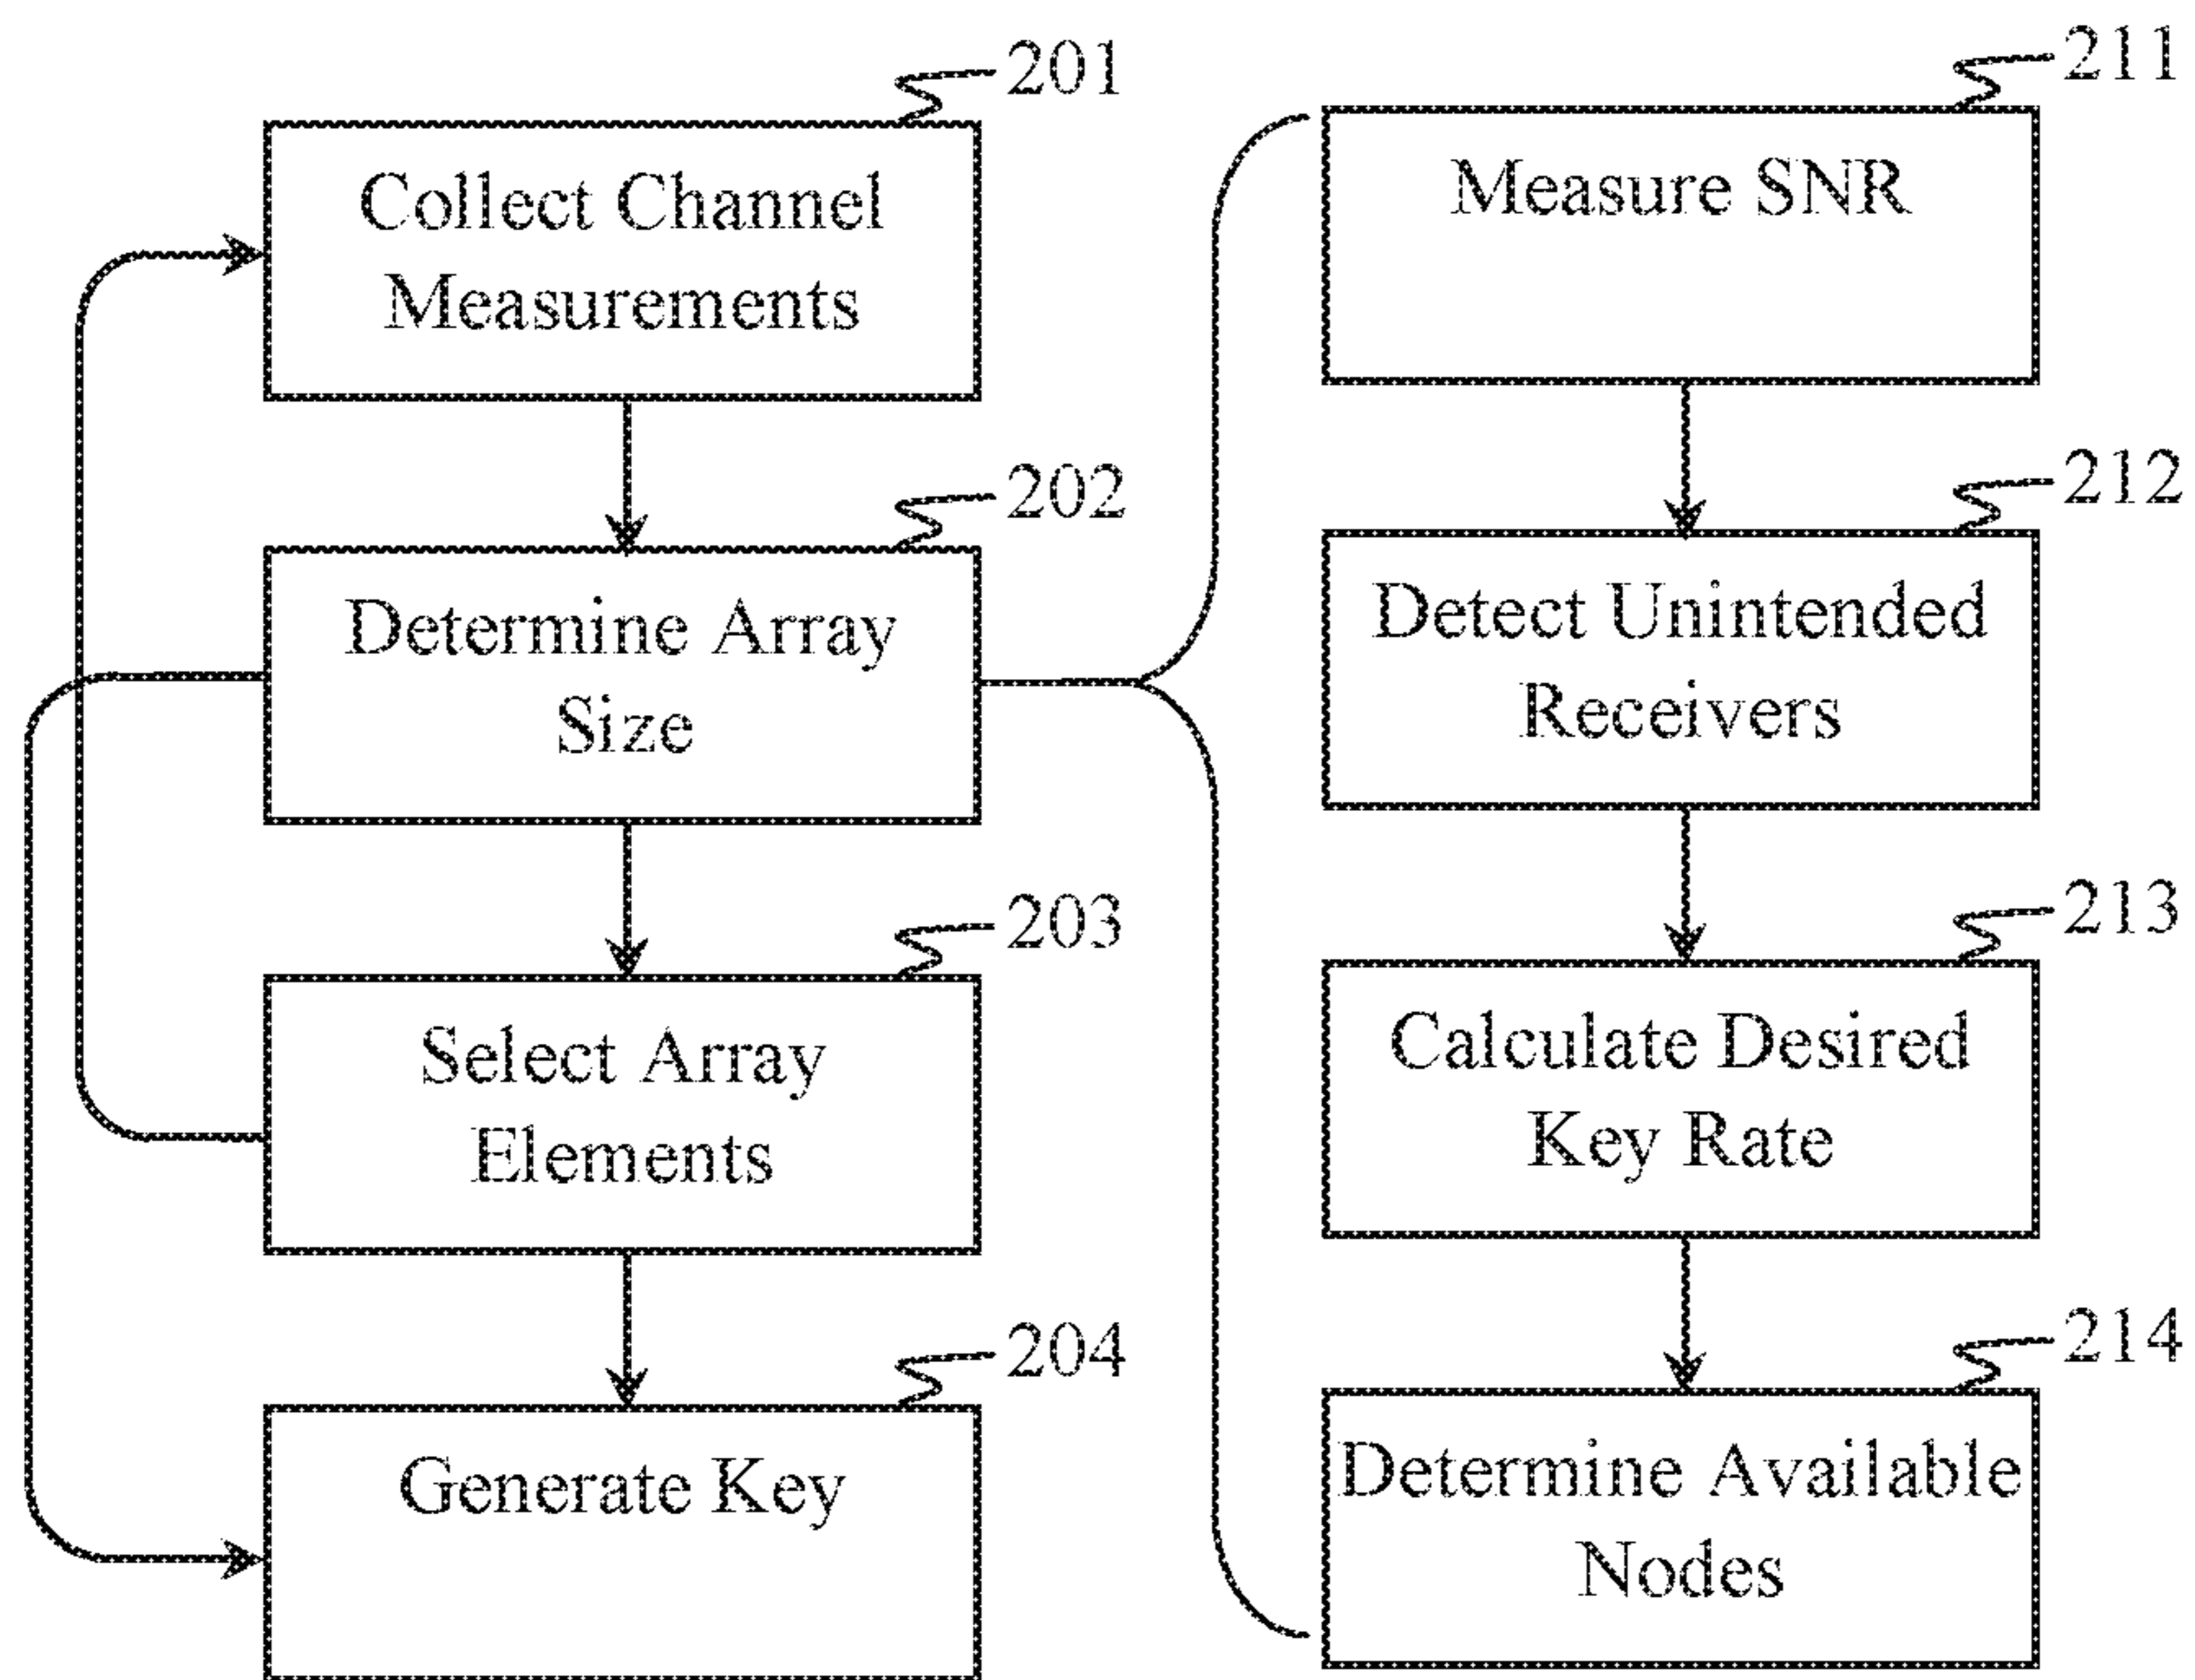 201
Collect Channel
Measurements
202
Determine Array
Size
203
Select Array
Elements
204
Generate Key
211
Measure SNR
212
Detect Unintended
Receivers
213
Calculate Desired
Key Rate
214
Determine Available
Nodes